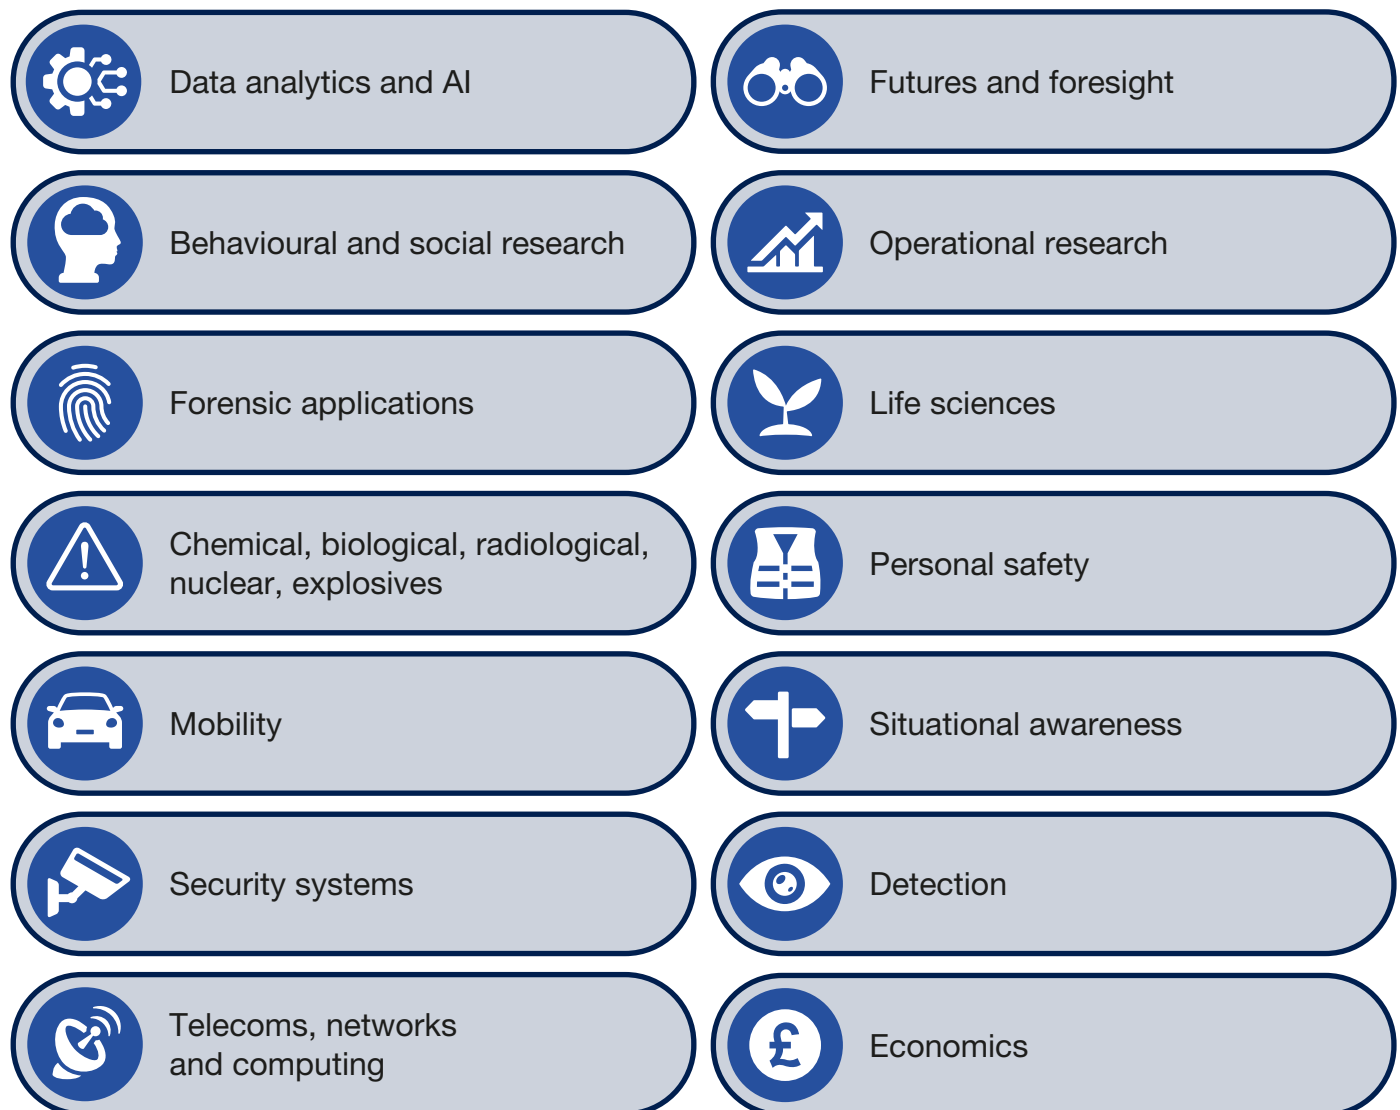 Data analytics and AI
Futures and foresight
Behavioural and social research
Operational research
Forensic applications
Life sciences
Chemical, biological, radiological,
nuclear, explosives
Personal safety
Mobility
Situational awareness
Security systems
Detection
Telecoms, networks
and computing
£
Economics